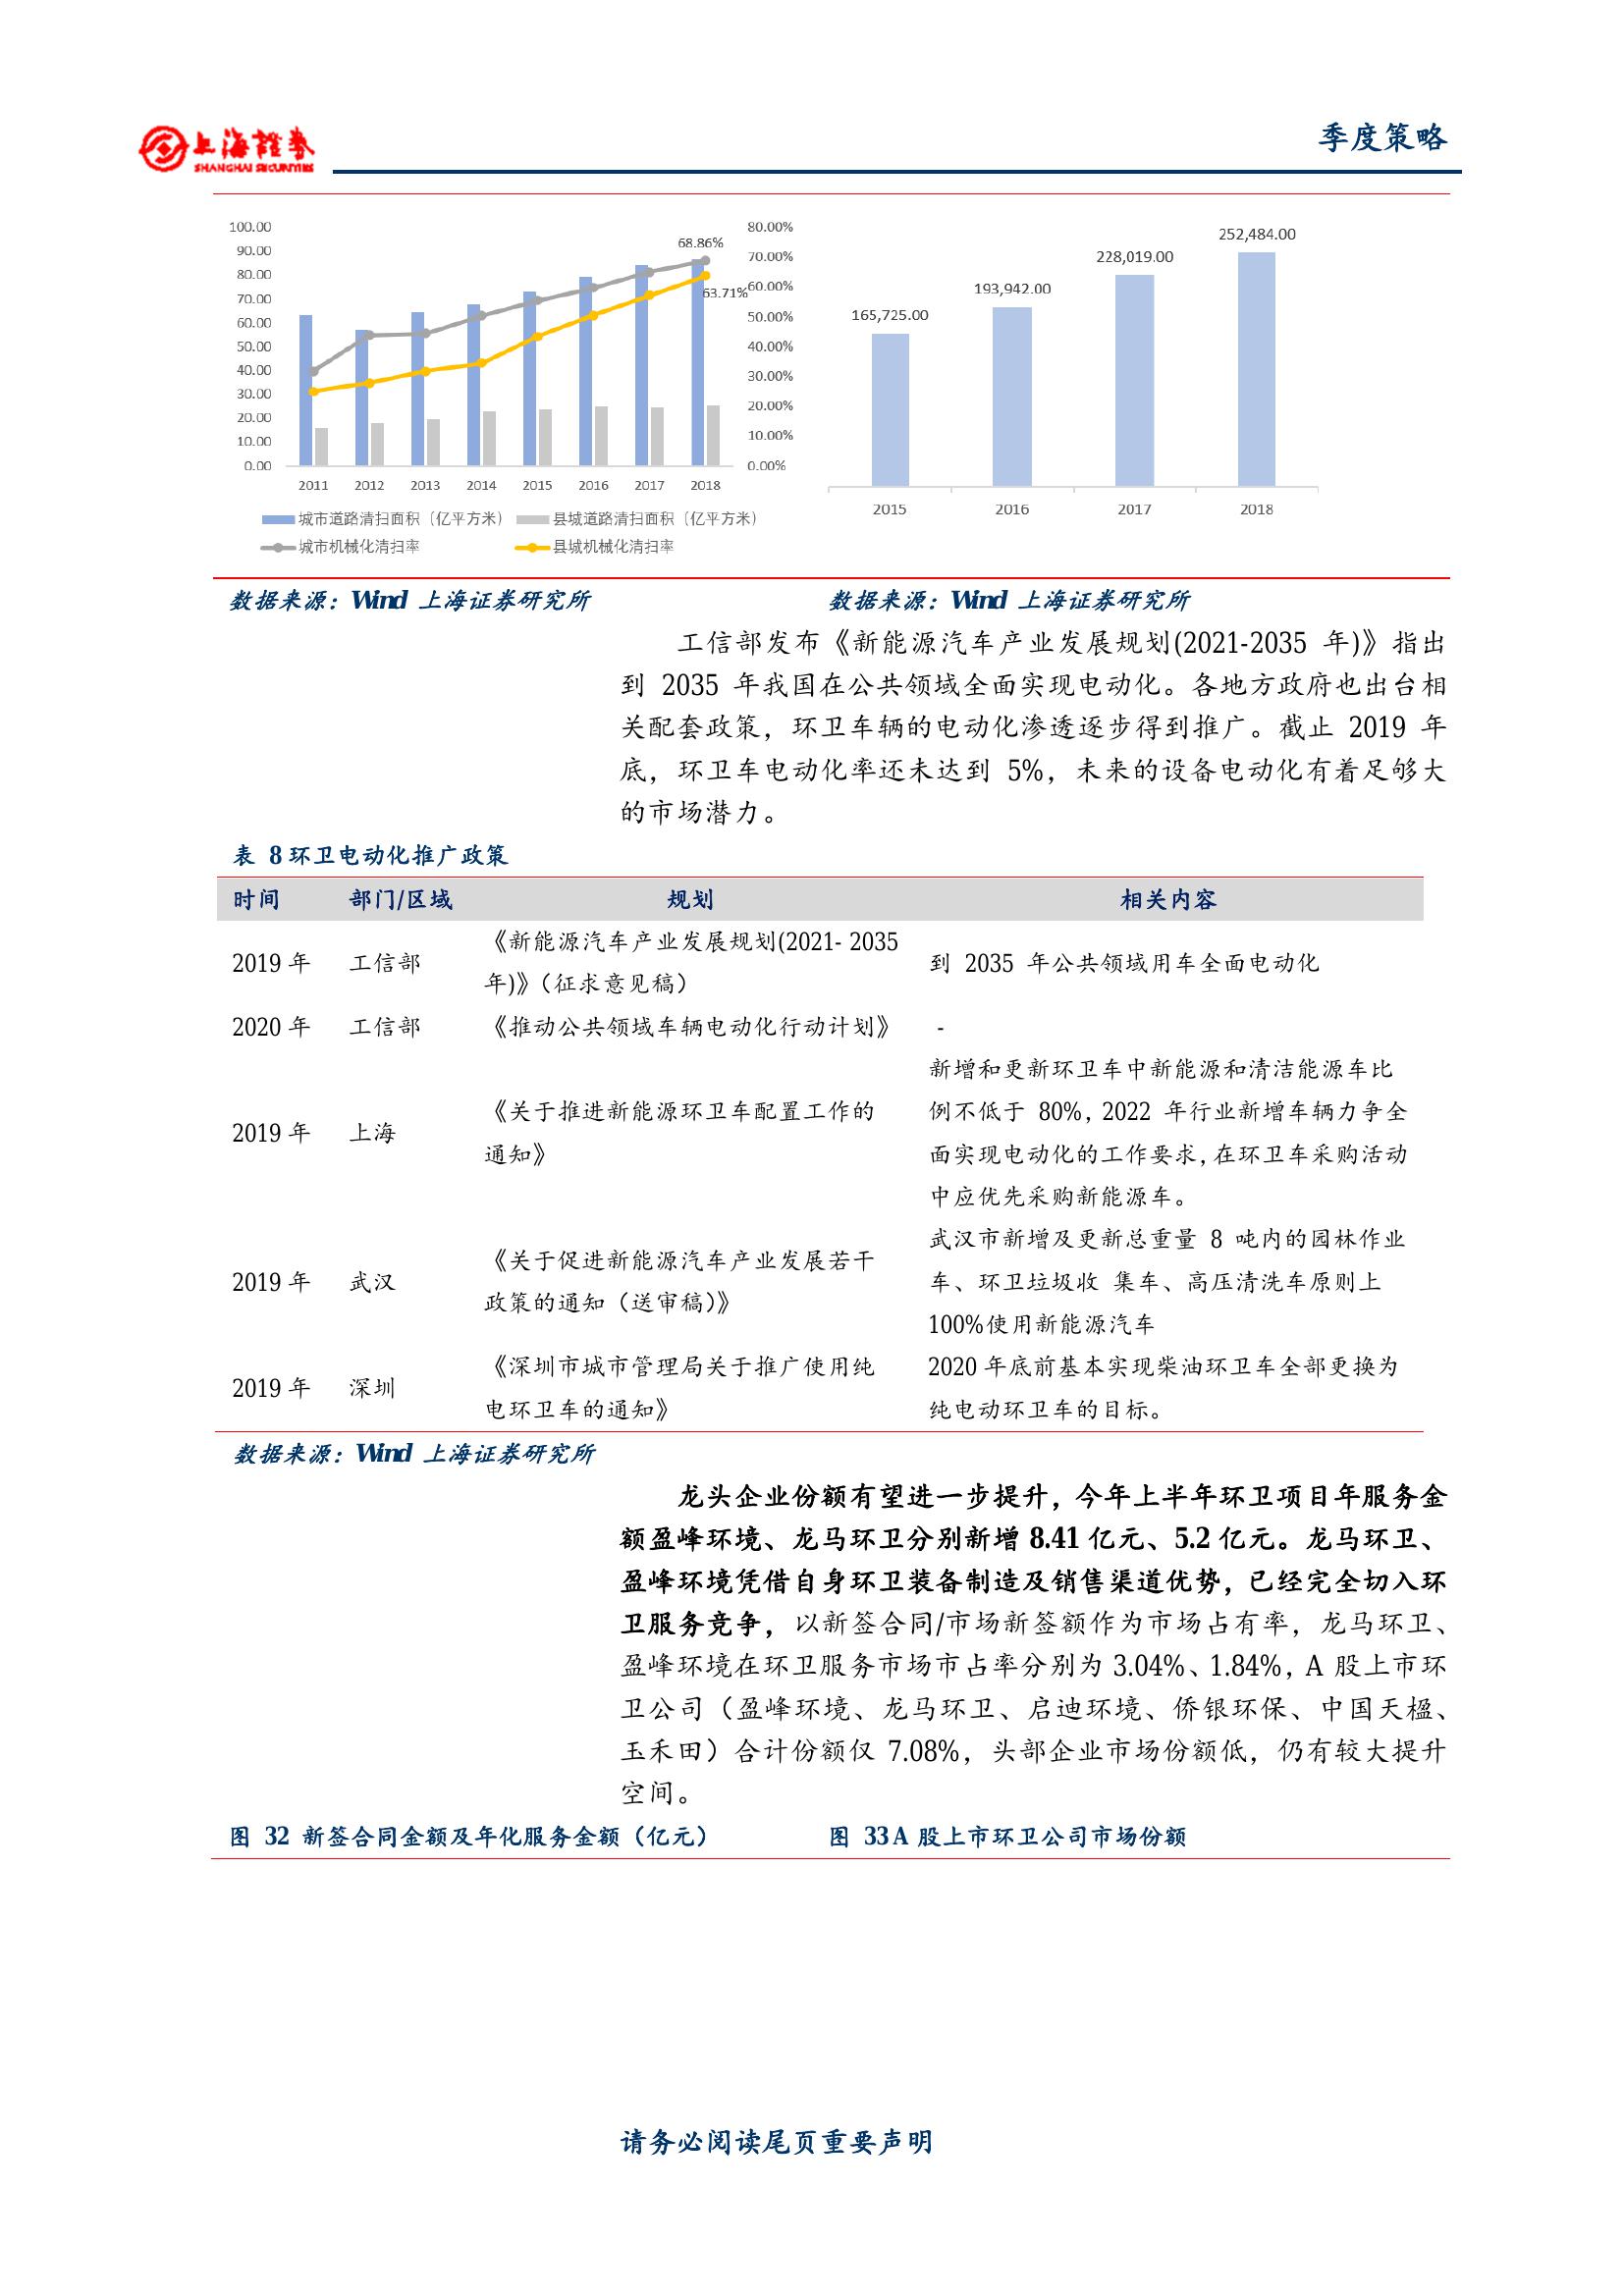 上海證券
SHANGHAI SECURITIES
季度策略
100.00
90.00
80.00
70.00
60.00
50.00
40.00
30.00
20.00
10.00
0.00
80.00%
70.00%
60.00%
50.00%
40.00%
30.00%
20.00%
10.00%
0.00%
68.86%
63.71%
2011 2012 2013 2014 2015 2016 2017 2018
城市道路清扫面积（亿平方米） 县城道路清扫面积（亿平方米）
城市机械化清扫率 县城机械化清扫率
165,725.00
193,942.00
228,019.00
252,484.00
2015 2016 2017 2018
数据来源：Wind 上海证券研究所 数据来源：Wind 上海证券研究所
工信部发布《新能源汽车产业发展规划(2021-2035 年)》指出
到 2035 年我国在公共领域全面实现电动化。各地方政府也出台相
关配套政策，环卫车辆的电动化渗透逐步得到推广。截止 2019 年
底，环卫车电动化率还未达到 5%，未来的设备电动化有着足够大
的市场潜力。
表 8 环卫电动化推广政策
时间 部门/区域 规划 相关内容
2019 年 工信部
《新能源汽车产业发展规划(2021- 2035
年)》（征求意见稿）
到 2035 年公共领域用车全面电动化
2020 年 工信部 《推动公共领域车辆电动化行动计划》 -
2019 年 上海
《关于推进新能源环卫车配置工作的
通知》
新增和更新环卫车中新能源和清洁能源车比
例不低于 80%，2022 年行业新增车辆力争全
面实现电动化的工作要求，在环卫车采购活动
中应优先采购新能源车。
2019 年 武汉
《关于促进新能源汽车产业发展若干
政策的通知（送审稿）》
武汉市新增及更新总重量 8 吨内的园林作业
车、环卫垃圾收 集车、高压清洗车原则上
100%使用新能源汽车
2019 年 深圳
《深圳市城市管理局关于推广使用纯
电环卫车的通知》
2020 年底前基本实现柴油环卫车全部更换为
纯电动环卫车的目标。
数据来源：Wind 上海证券研究所
龙头企业份额有望进一步提升，今年上半年环卫项目年服务金
额盈峰环境、龙马环卫分别新增 8.41 亿元、5.2 亿元。龙马环卫、
盈峰环境凭借自身环卫装备制造及销售渠道优势，已经完全切入环
卫服务竞争，以新签合同/市场新签额作为市场占有率，龙马环卫、
盈峰环境在环卫服务市场市占率分别为 3.04%、1.84%，A 股上市环
卫公司（盈峰环境、龙马环卫、启迪环境、侨银环保、中国天楹、
玉禾田）合计份额仅 7.08%，头部企业市场份额低，仍有较大提升
空间。
图 32 新签合同金额及年化服务金额（亿元） 图 33 A 股上市环卫公司市场份额
请务必阅读尾页重要声明